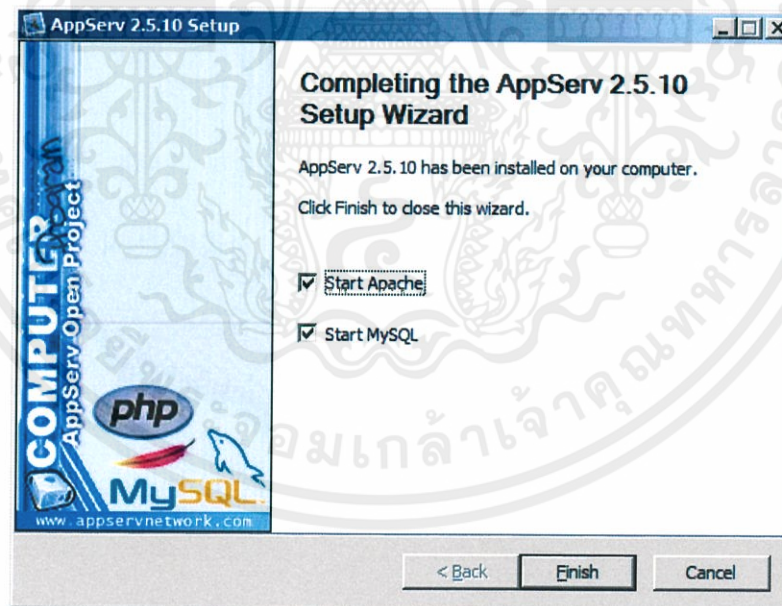 AppServ 2.5.10 Setup
Completing the AppServ 2.5.10
Setup Wizard
AppServ 2.5.10 has been installed on your computer.
Click Finish to close this wizard.
Start Apache
Start MySQL
COMPUTER
AppServ Open Project
php
MySQL
www.appservnetwork.com
< Back
Finish
Cancel